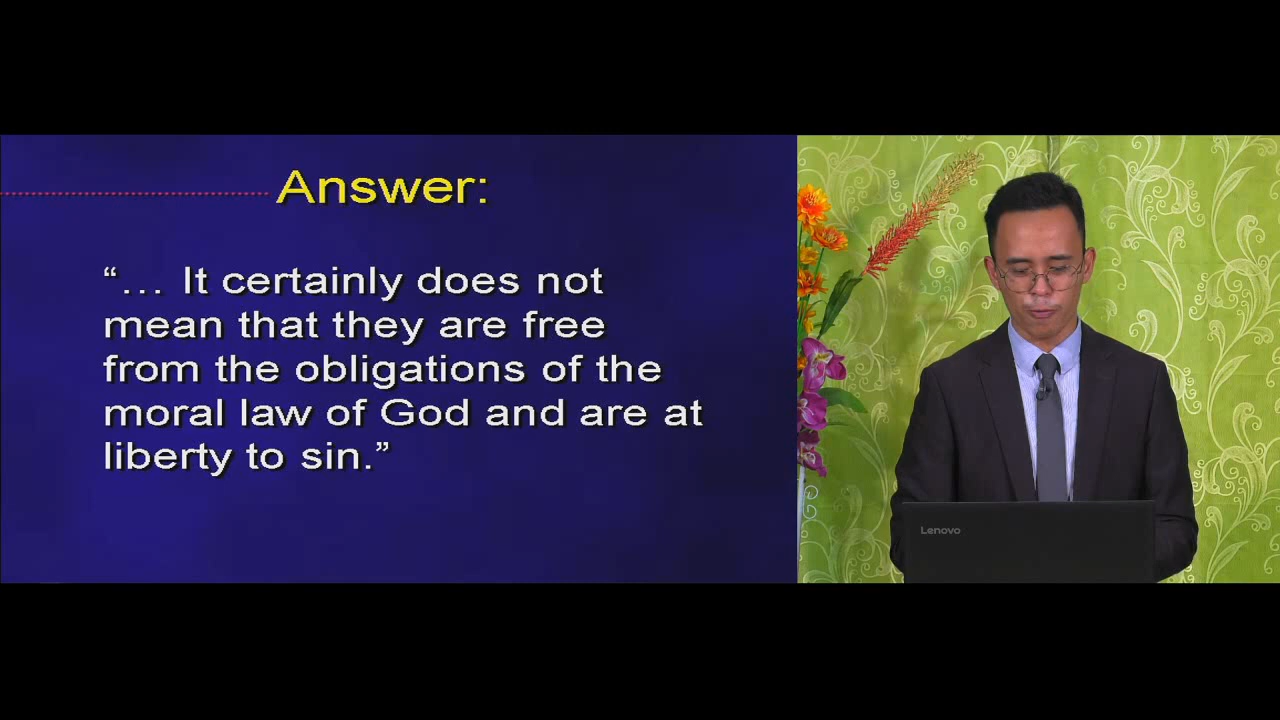 Answer:
“… It certainly does not
mean that they are free
from the obligations of the
moral law of God and are at
liberty to sin.”
Lenovo